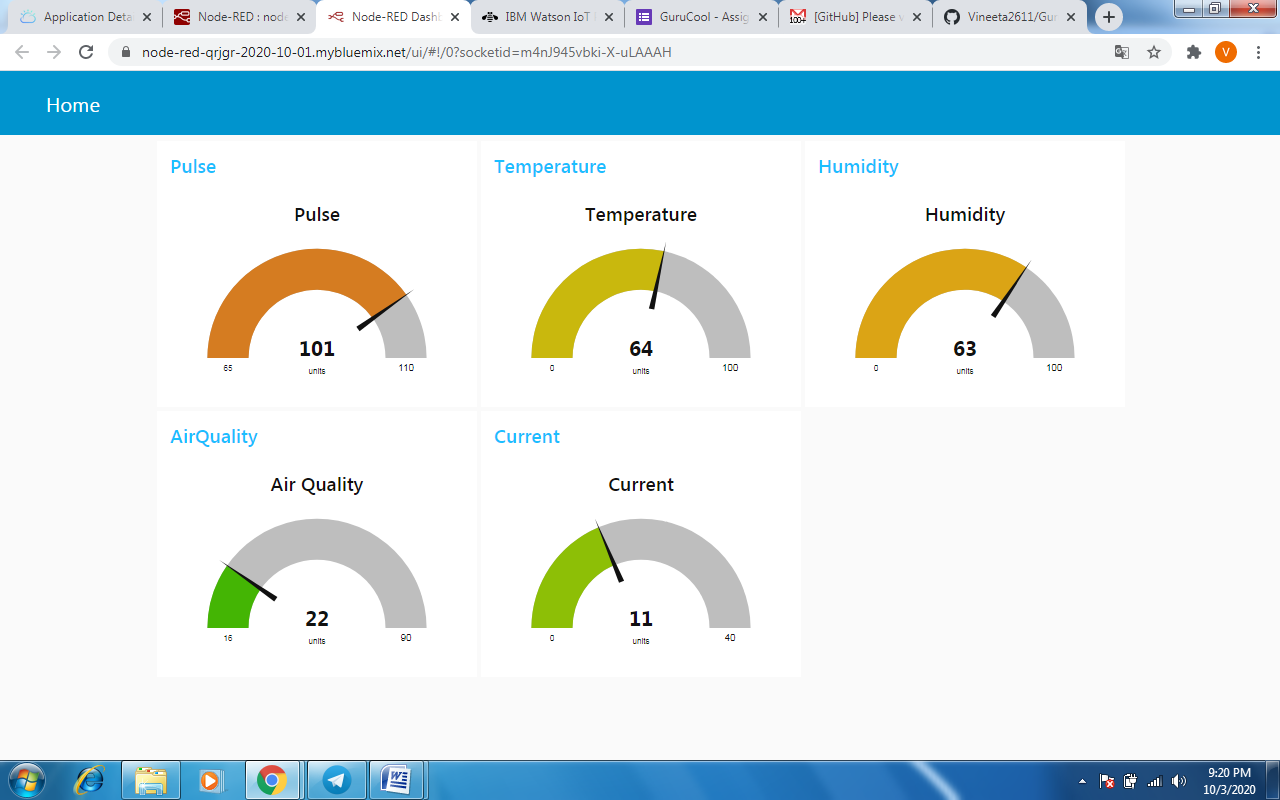 Application Deta
Node-RED : node
Node-RED Dashb
IBM Watson IoT
GuruCool - Assig
[GitHub] Please v
Vineeta2611/Gur
node-red-qrjgr-2020-10-01.mybluemix.net/ui/#!/0?socketid=m4nJ945vbki-X-uLAAAH
V
Home
Pulse
Pulse
101
units
65
110
Temperature
Temperature
64
units
0
100
Humidity
Humidity
63
units
0
100
AirQuality
Air Quality
22
units
16
90
Current
Current
11
units
0
40
9:20 PM
10/3/2020